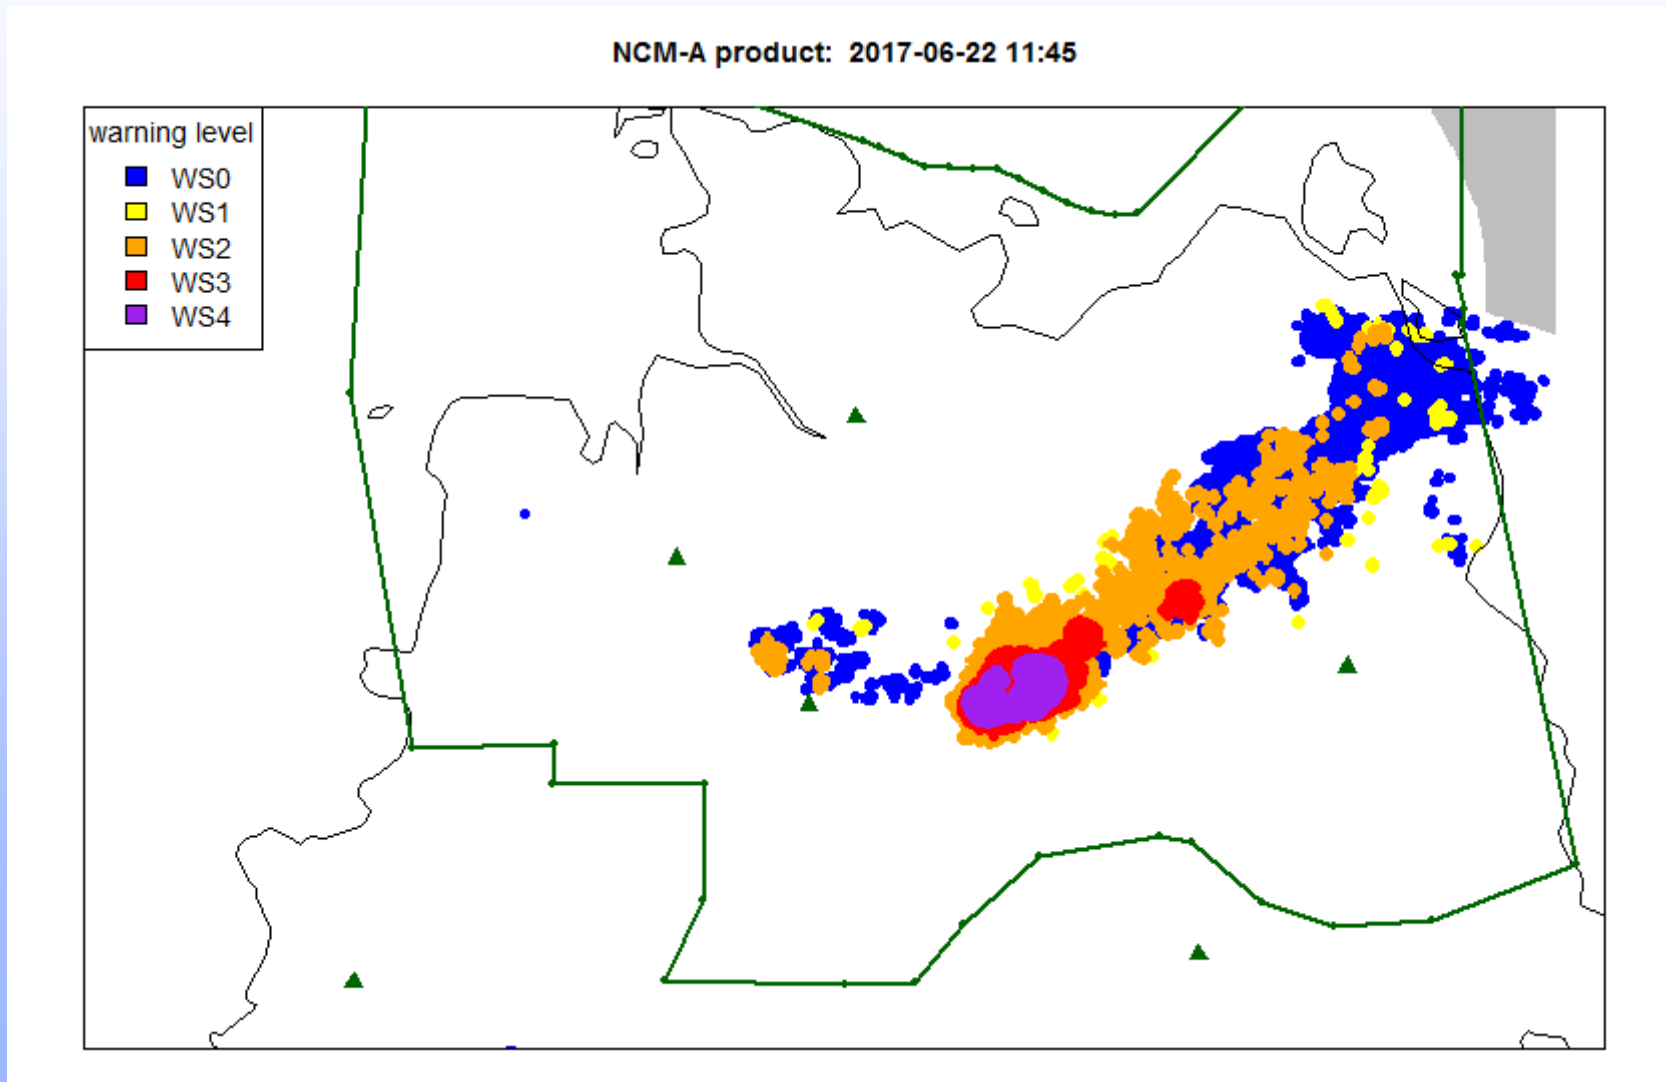 NCM-A product: 2017-06-22 11:45
warning level
WS0
WS1
WS2
WS3
WS4